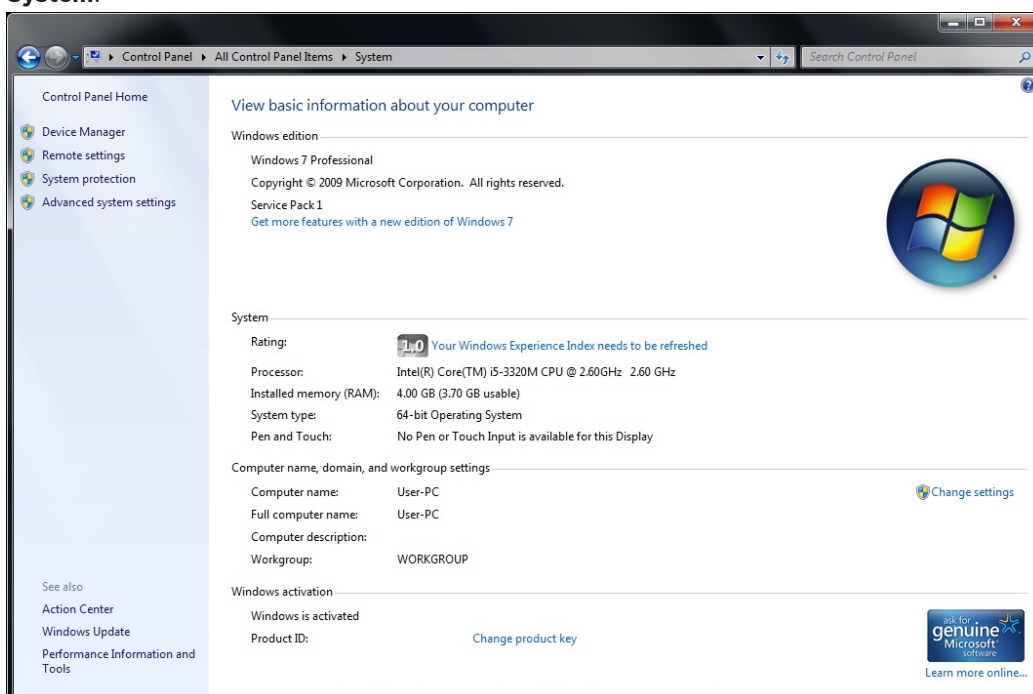 System.
Control Panel ▸ All Control Panel Items ▸ System
Search Control Panel
Control Panel Home
Device Manager
Remote settings
System protection
Advanced system settings
View basic information about your computer
Windows edition
Windows 7 Professional
Copyright © 2009 Microsoft Corporation. All rights reserved.
Service Pack 1
Get more features with a new edition of Windows 7
System
Rating: 1.0 Your Windows Experience Index needs to be refreshed
Processor: Intel(R) Core(TM) i5-3320M CPU @ 2.60GHz 2.60 GHz
Installed memory (RAM): 4.00 GB (3.70 GB usable)
System type: 64-bit Operating System
Pen and Touch: No Pen or Touch Input is available for this Display
Computer name, domain, and workgroup settings
Computer name: User-PC
Change settings
Full computer name: User-PC
Computer description:
Workgroup: WORKGROUP
Windows activation
Windows is activated
Product ID: Change product key
ask for
genuine
Microsoft
software
Learn more online...
See also
Action Center
Windows Update
Performance Information and
Tools